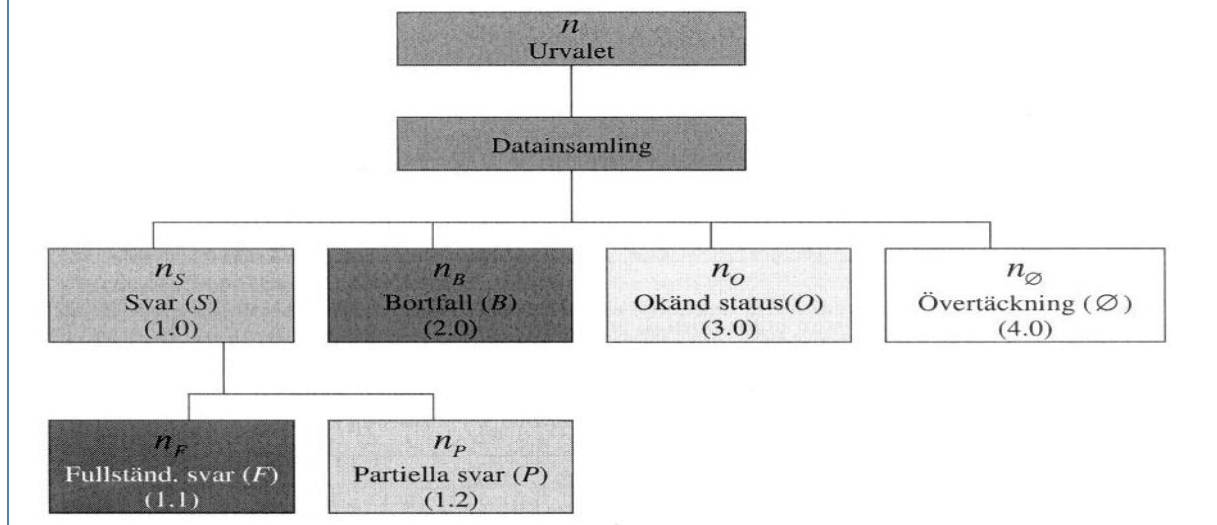 n
Urvalet
Datainsamling
n_S
Svar (S)
(1.0)
n_B
Bortfall (B)
(2.0)
n_O
Okänd status(O)
(3.0)
n_∅
Övertäckning (∅)
(4.0)
n_F
Fullständ. svar (F)
(1.1)
n_P
Partiella svar (P)
(1.2)